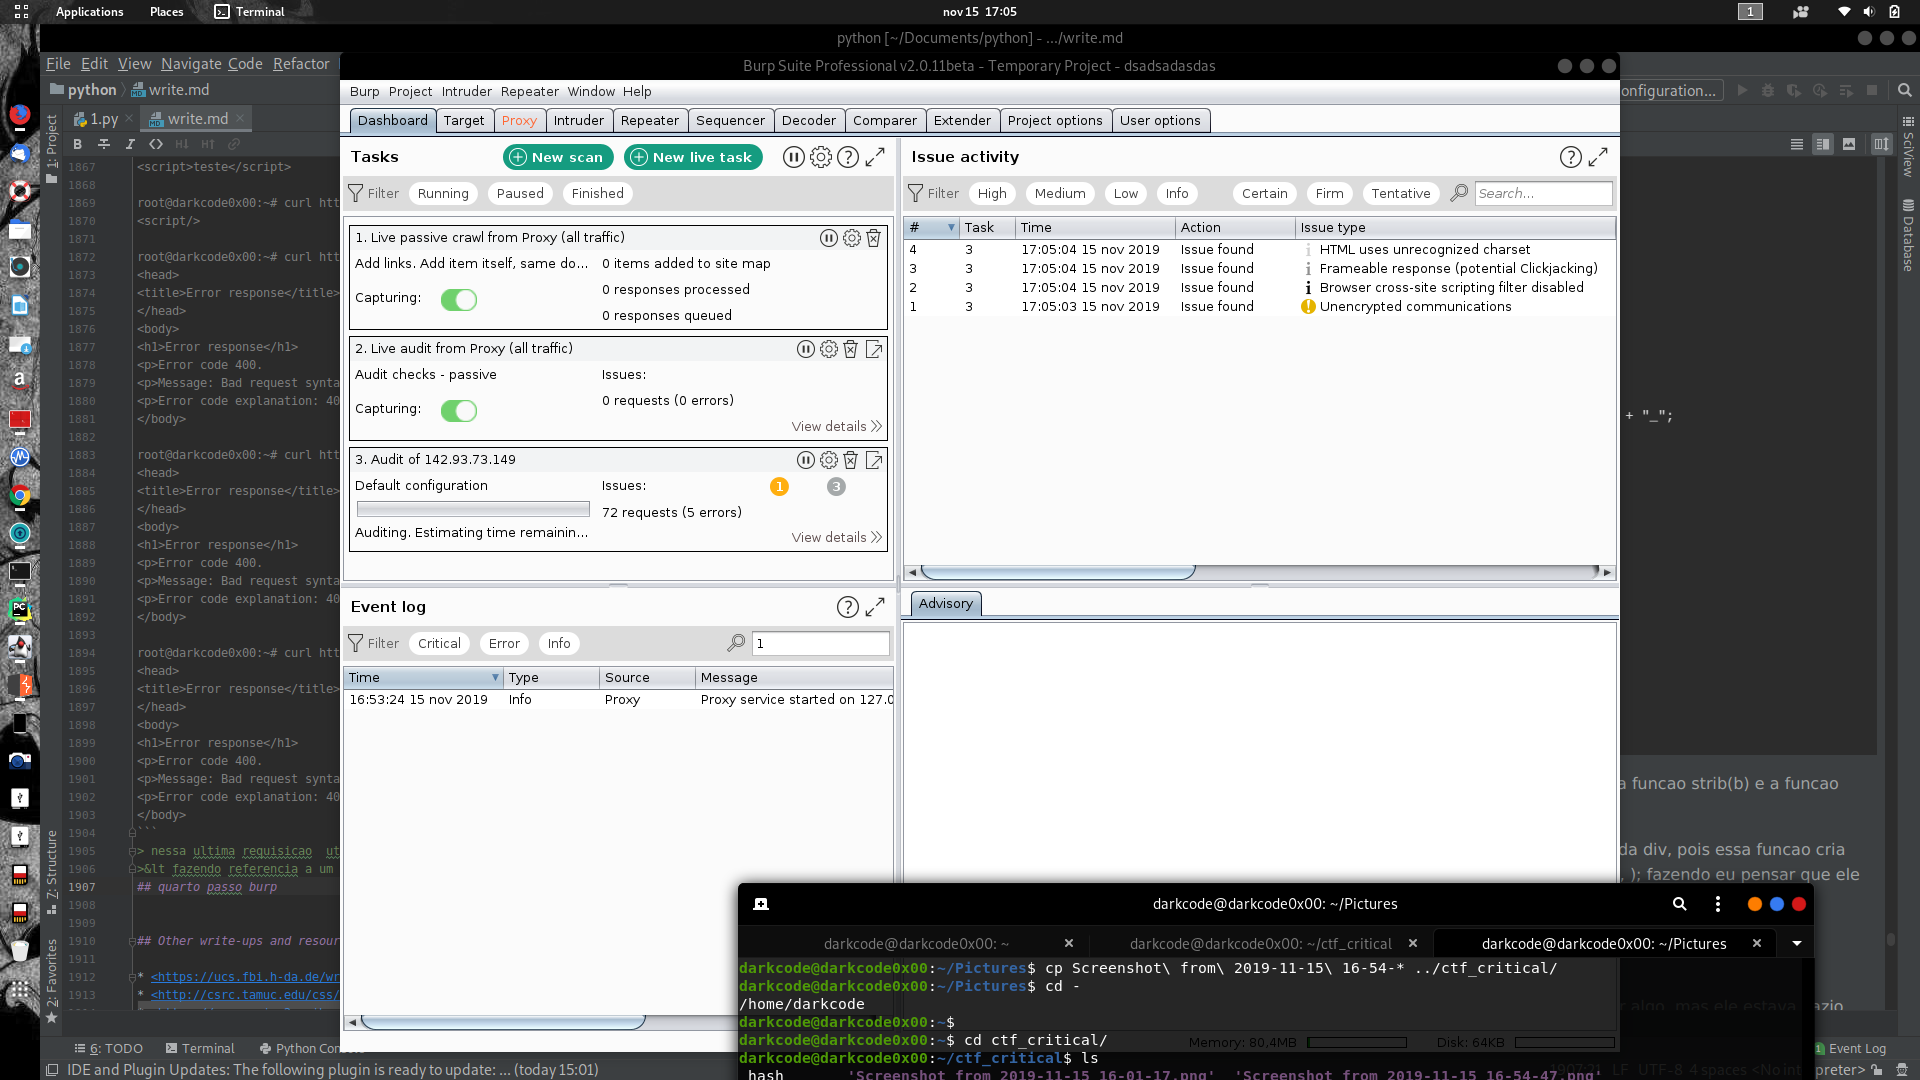 Applications Places Terminal
nov 15 17:05
1
python [~/Documents/python] - .../write.md
File Edit View Navigate Code Refactor
python write.md
onfiguration...
1.py write.md
Burp Suite Professional v2.0.11beta - Temporary Project - dsadsadasdas
Burp Project Intruder Repeater Window Help
Dashboard Target Proxy Intruder Repeater Sequencer Decoder Comparer Extender Project options User options
Tasks
New scan New live task
Filter Running Paused Finished
1. Live passive crawl from Proxy (all traffic)
Add links. Add item itself, same do... 0 items added to site map
0 responses processed
Capturing:
0 responses queued
2. Live audit from Proxy (all traffic)
Audit checks - passive Issues:
0 requests (0 errors)
Capturing:
View details
3. Audit of 142.93.73.149
Default configuration Issues: 1 3
72 requests (5 errors)
Auditing. Estimating time remainin...
View details
Issue activity
Filter High Medium Low Info Certain Firm Tentative Search...
# Task Time Action Issue type
4 3 17:05:04 15 nov 2019 Issue found HTML uses unrecognized charset
3 3 17:05:04 15 nov 2019 Issue found Frameable response (potential Clickjacking)
2 3 17:05:04 15 nov 2019 Issue found Browser cross-site scripting filter disabled
1 3 17:05:03 15 nov 2019 Issue found Unencrypted communications
Event log
Filter Critical Error Info 1
Time Type Source Message
16:53:24 15 nov 2019 Info Proxy Proxy service started on 127.0
Advisory
Memory: 80,4MB Disk: 64KB
1: Project
7: Structure
2: Favorites
SciView
Database
1867 <script>teste</script>
1868
1869 root@darkcode0x00:~# curl htt
1870 <script/>
1871
1872 root@darkcode0x00:~# curl htt
1873 <head>
1874 <title>Error response</title>
1875 </head>
1876 <body>
1877 <h1>Error response</h1>
1878 <p>Error code 400.
1879 <p>Message: Bad request synta
1880 <p>Error code explanation: 40
1881 </body>
1882
1883 root@darkcode0x00:~# curl htt
1884 <head>
1885 <title>Error response</title>
1886 </head>
1887 <body>
1888 <h1>Error response</h1>
1889 <p>Error code 400.
1890 <p>Message: Bad request synta
1891 <p>Error code explanation: 40
1892 </body>
1893
1894 root@darkcode0x00:~# curl htt
1895 <head>
1896 <title>Error response</title>
1897 </head>
1898 <body>
1899 <h1>Error response</h1>
1900 <p>Error code 400.
1901 <p>Message: Bad request synta
1902 <p>Error code explanation: 40
1903 </body>
1904 ```
1905 > nessa ultima requisicao ut
1906 >&lt fazendo referencia a um
1907 ## quarto passo burp
1908
1909
1910 ## Other write-ups and resour
1911
1912 * <https://ucs.fbi.h-da.de/wr
1913 * <http://csrc.tamuc.edu/css/
+ "_";
a funcao strib(b) e a funcao
da div, pois essa funcao cria
, ); fazendo eu pensar que ele
algo, mas ele estava
darkcode@darkcode0x00: ~/Pictures
darkcode@darkcode0x00: ~ darkcode@darkcode0x00: ~/ctf_critical darkcode@darkcode0x00: ~/Pictures
darkcode@darkcode0x00:~/Pictures$ cp Screenshot\ from\ 2019-11-15\ 16-54-* ../ctf_critical/
darkcode@darkcode0x00:~/Pictures$ cd -
/home/darkcode
darkcode@darkcode0x00:~$
darkcode@darkcode0x00:~$ cd ctf_critical/
darkcode@darkcode0x00:~/ctf_critical$ ls
hash 'Screenshot from 2019-11-15 16-01-17.png' 'Screenshot from 2019-11-15 16-54-47.png'
6: TODO Terminal Python Conso
1 Event Log
IDE and Plugin Updates: The following plugin is ready to update: ... (today 15:01)
LF UTF-8 4 spaces <No interpreter>